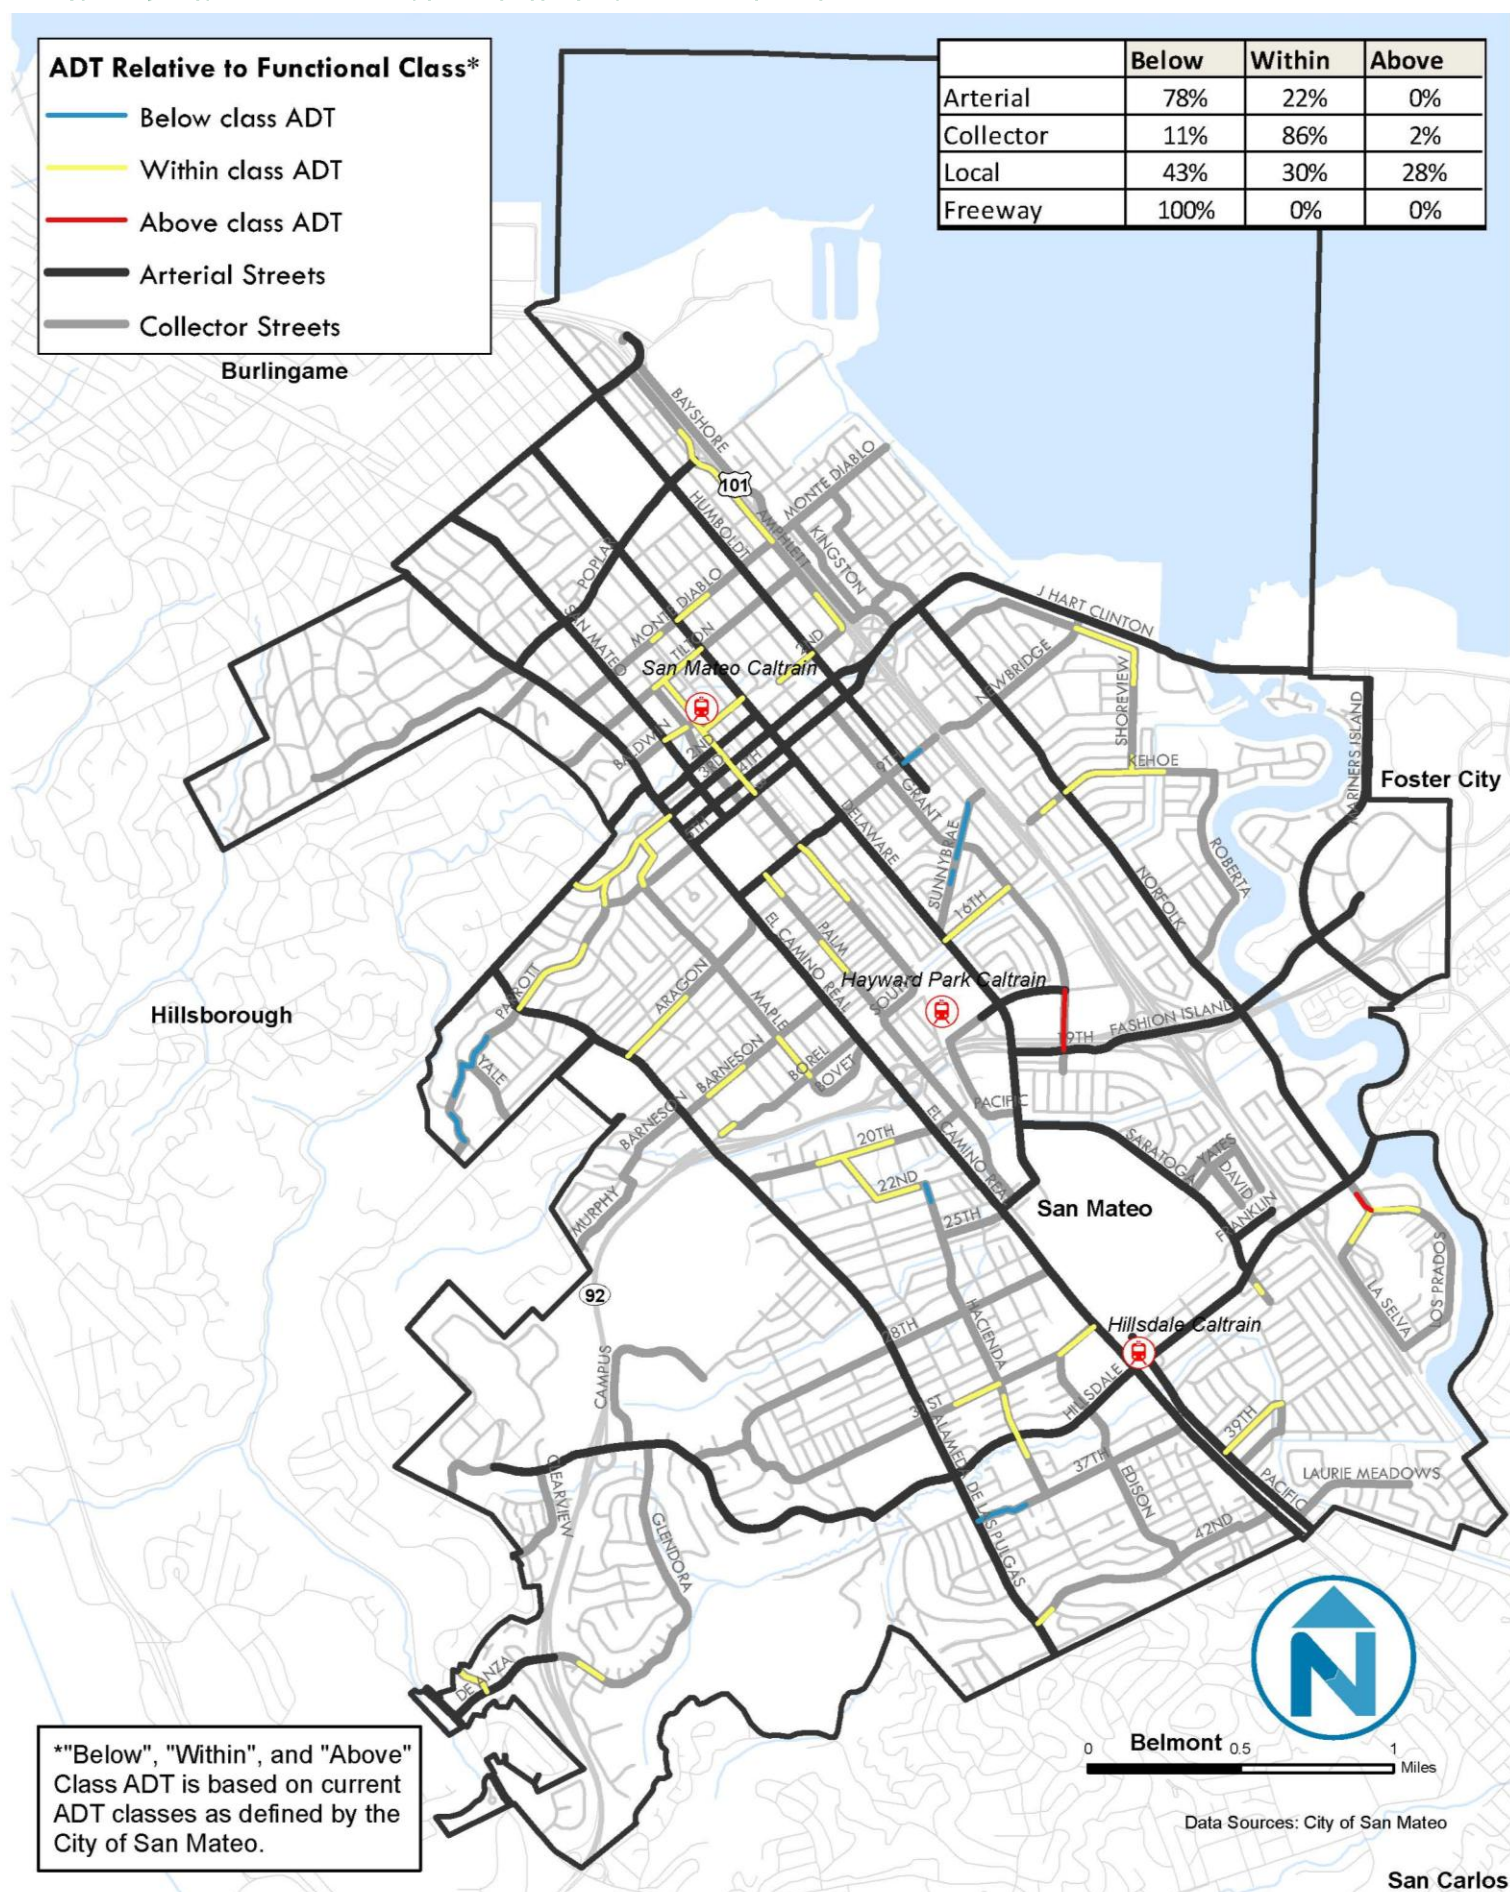 ADT Relative to Functional Class*
Below class ADT
Within class ADT
Above class ADT
Arterial Streets
Collector Streets
Below Within Above
Arterial 78% 22% 0%
Collector 11% 86% 2%
Local 43% 30% 28%
Freeway 100% 0% 0%
Burlingame
BAYSHORE
101
MONTE DIABLO
HUMBOLDT
AMPHLETT
KINGSTON
POPLAR
J HART CLINTON
MONTE DIABLO
SAN MATEO
TILTON
2ND
San Mateo Caltrain
NEWBRIDGE
SHOREVIEW
MARINERS ISLAND
BALDWIN
2ND
3RD
4TH
5TH
9TH
KEHOE
Foster City
GRANT
DELAWARE
SUNNYBRAE
ROBERTA
NORFOLK
16TH
EL CAMINO REAL
PALM
Hayward Park Caltrain
PARROTT
ARAGON
MAPLE
Hillsborough
19TH
FASHION ISLAND
YALE
BARNESON
BOREL
BOVET
PACIFIC
BARNESON
20TH
EL CAMINO REAL
SARATOGA
YATES
DAVID
FRANKLIN
22ND
25TH
San Mateo
MURPHY
92
LOS PRADOS
LA SELVA
28TH
HACIENDA
Hillsdale Caltrain
CAMPUS
HILLSDALE
31ST
39TH
ALAMEDA DE LAS PULGAS
37TH
EDISON
PACIFIC
LAURIE MEADOWS
CLEARVIEW
GLENDORA
42ND
DE ANZA
N
*"Below", "Within", and "Above"
Class ADT is based on current
ADT classes as defined by the
City of San Mateo.
Belmont
0 0.5 1
Miles
Data Sources: City of San Mateo
San Carlos